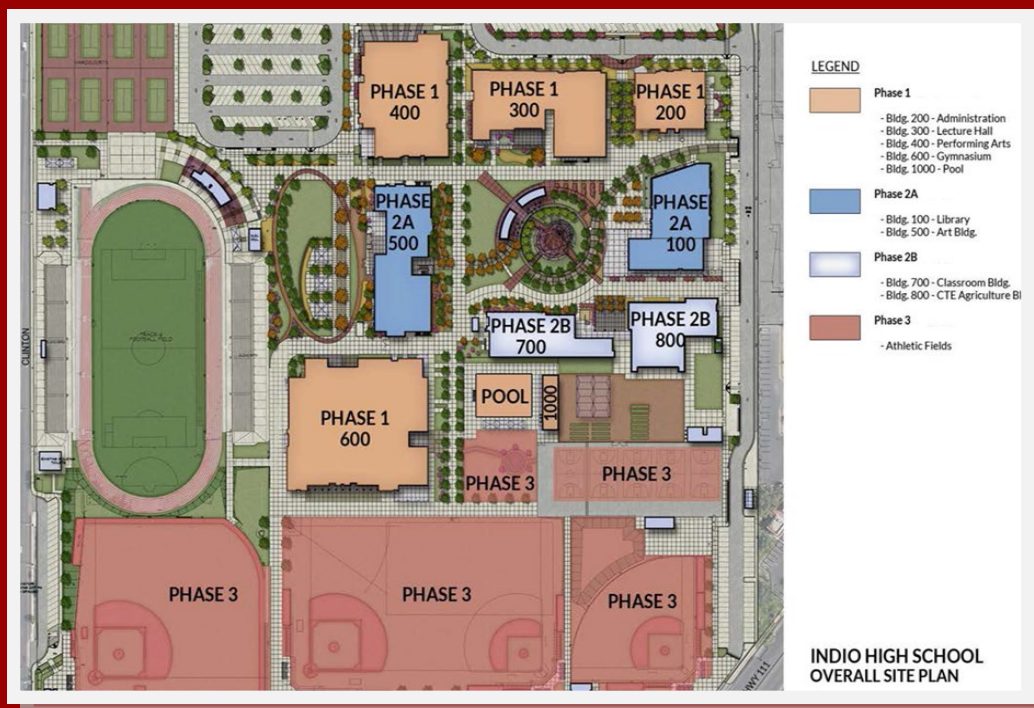 PHASE 1
400
PHASE 1
300
PHASE 1
200
PHASE
2A
500
PHASE
2A
100
PHASE 2B
700
PHASE 2B
800
PHASE 1
600
POOL
1000
PHASE 3
PHASE 3
PHASE 3
PHASE 3
PHASE 3
CLINTON
HWY 111
LEGEND
Phase 1
- Bldg. 200 - Administration
- Bldg. 300 - Lecture Hall
- Bldg. 400 - Performing Arts
- Bldg. 600 - Gymnasium
- Bldg. 1000 - Pool
Phase 2A
- Bldg. 100 - Library
- Bldg. 500 - Art Bldg.
Phase 2B
- Bldg. 700 - Classroom Bldg.
- Bldg. 800 - CTE Agriculture Bl
Phase 3
- Athletic Fields
INDIO HIGH SCHOOL
OVERALL SITE PLAN